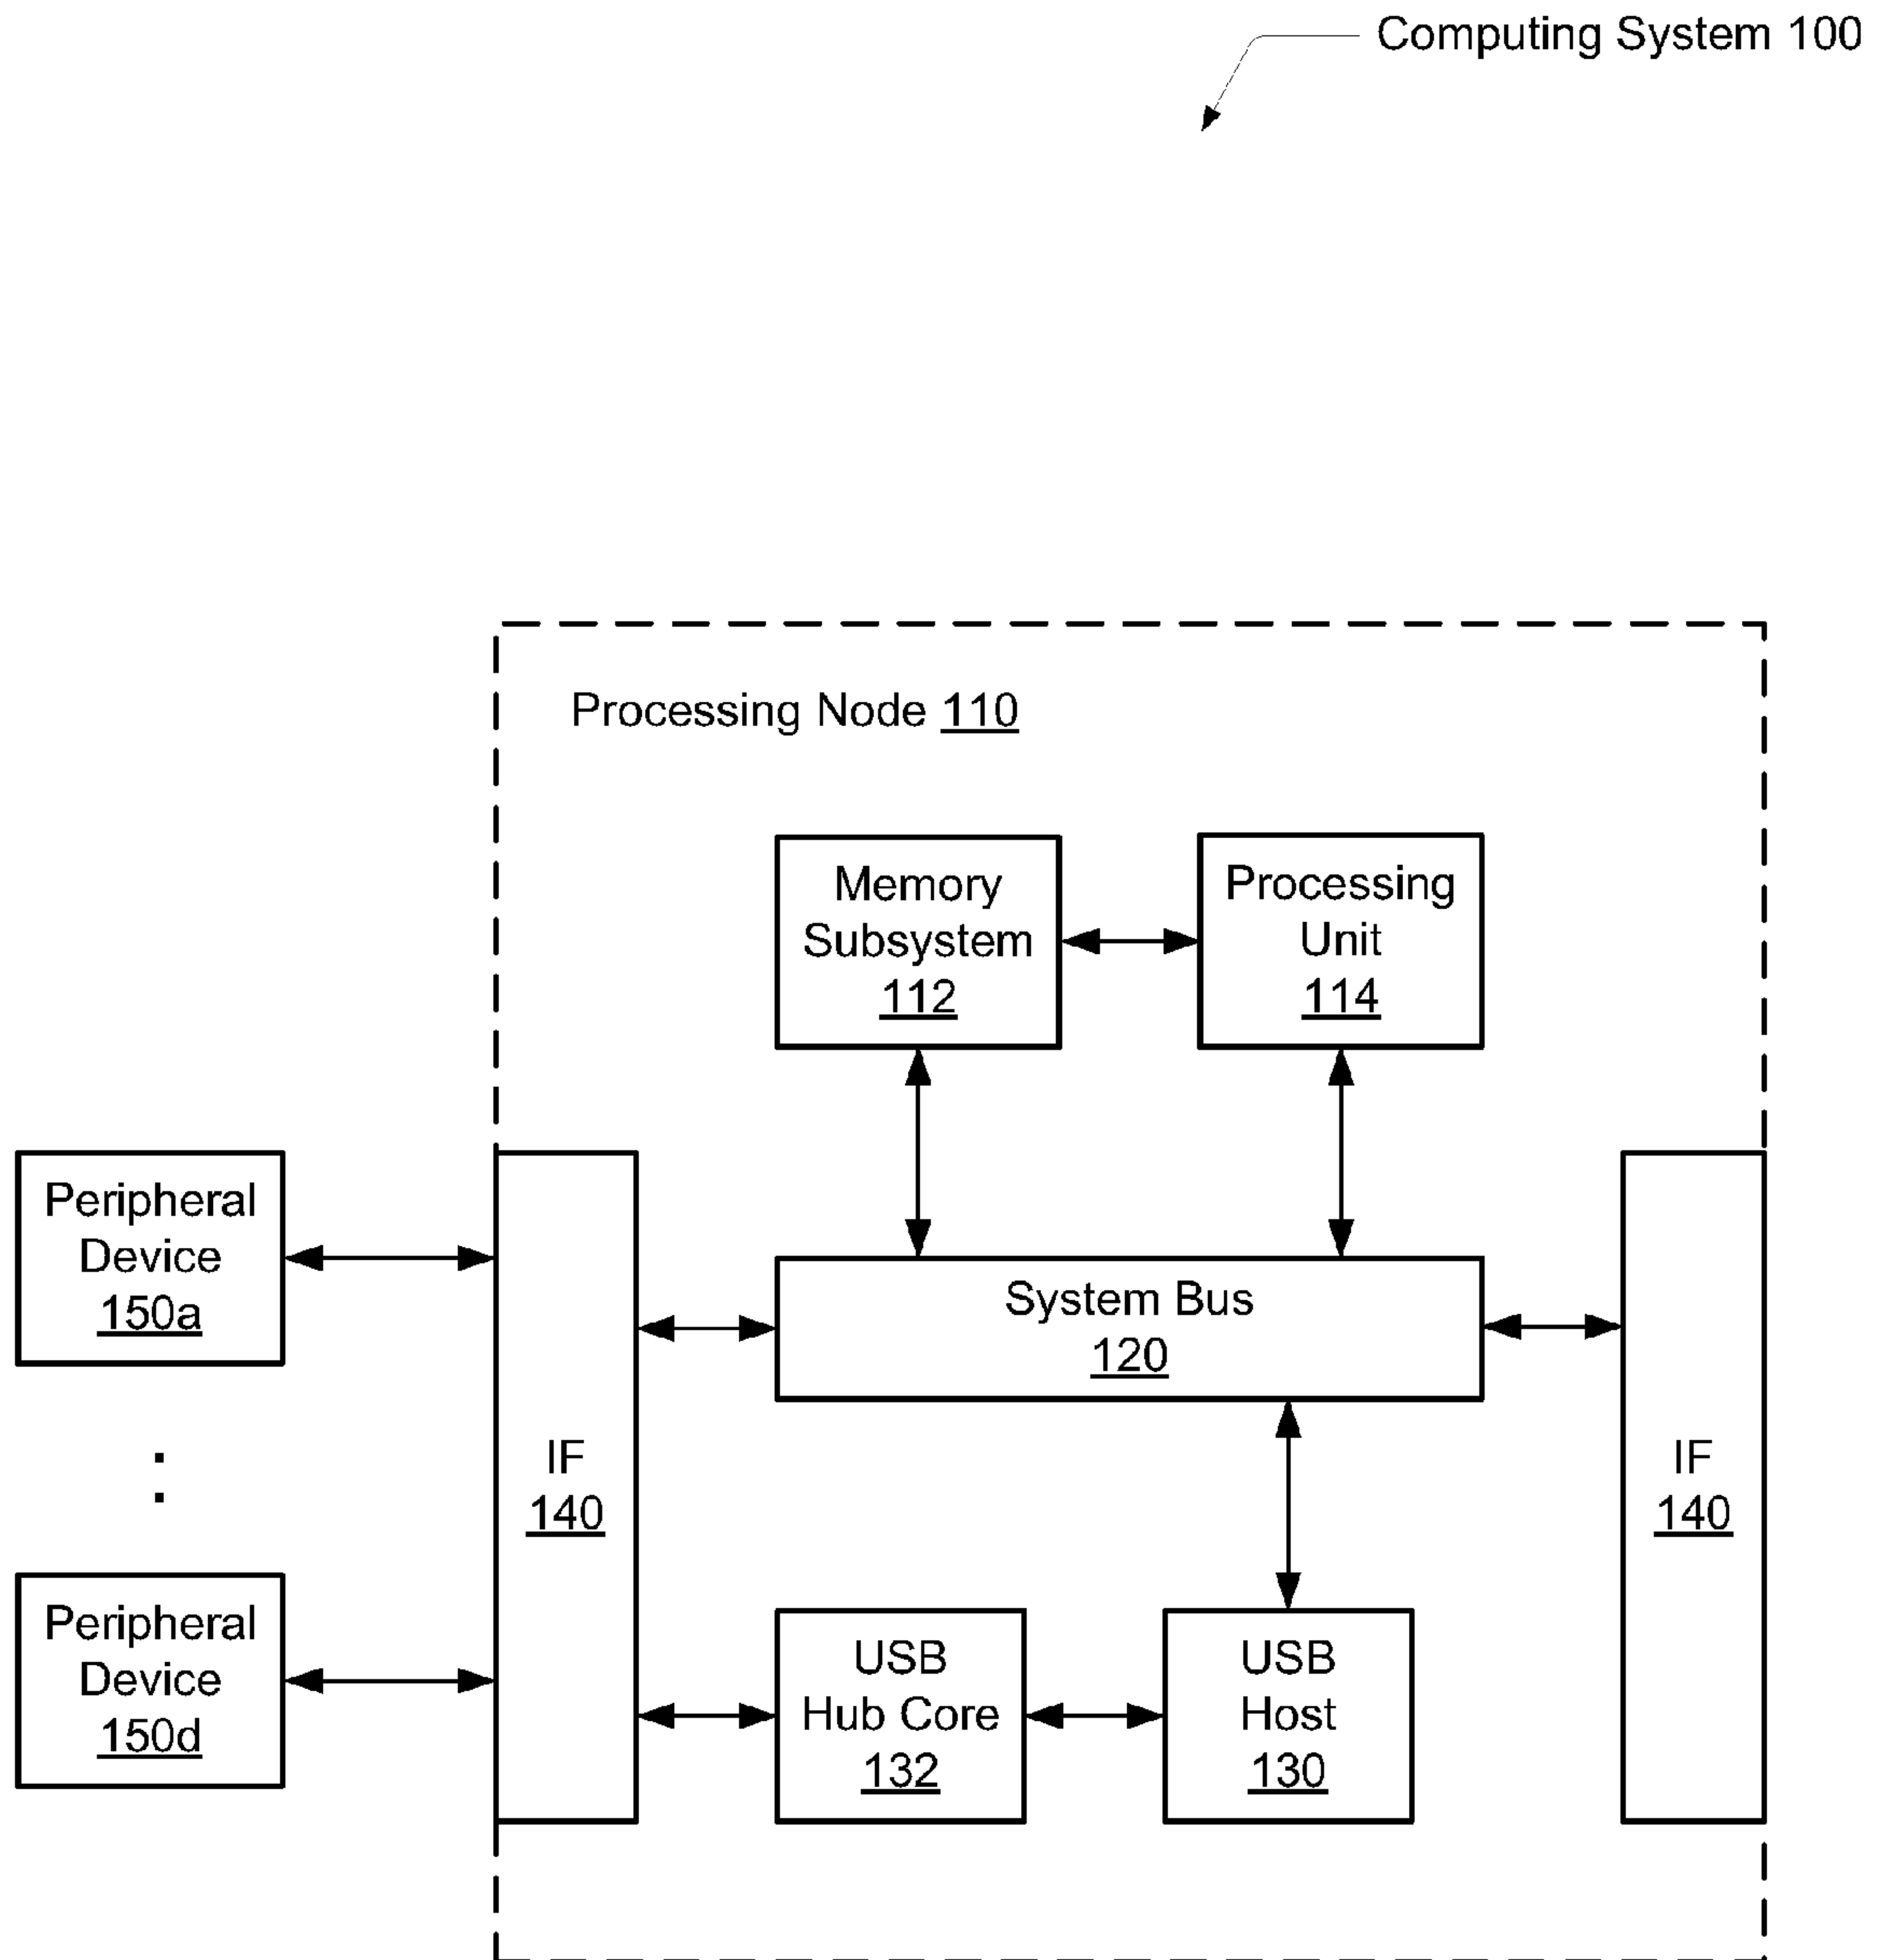 Computing System 100
Processing Node 110
Memory
Subsystem
112
Processing
Unit
114
Peripheral
Device
150a
System Bus
120
:
IF
140
IF
140
Peripheral
Device
150d
USB
Hub Core
132
USB
Host
130